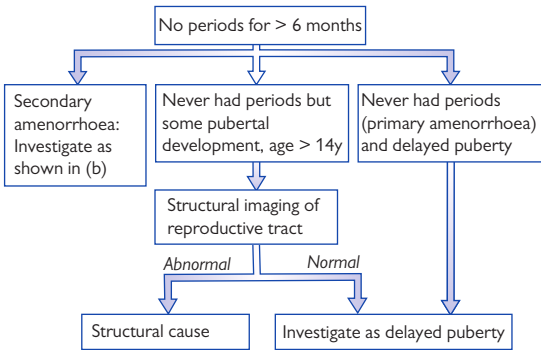 No periods for > 6 months
Secondary
amenorrhoea:
Investigate as
shown in (b)
Never had periods but
some pubertal
development, age > 14y
Never had periods
(primary amenorrhoea)
and delayed puberty
Structural imaging of
reproductive tract
Abnormal
Normal
Structural cause
Investigate as delayed puberty